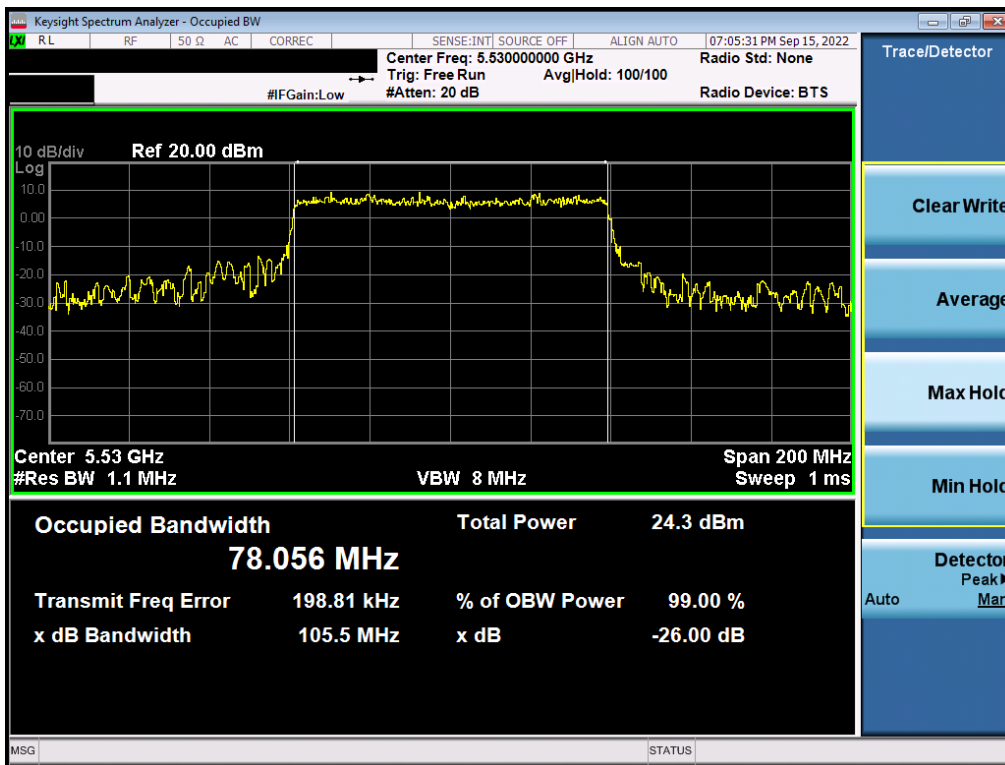 Keysight Spectrum Analyzer - Occupied BW
LXI RL RF 50 Ω AC CORREC SENSE:INT SOURCE OFF ALIGN AUTO 07:05:31 PM Sep 15, 2022
Center Freq: 5.530000000 GHz Radio Std: None
Trig: Free Run Avg|Hold: 100/100
#IFGain:Low #Atten: 20 dB Radio Device: BTS
10 dB/div Ref 20.00 dBm
Log
10.0
0.00
-10.0
-20.0
-30.0
-40.0
-50.0
-60.0
-70.0
Center 5.53 GHz Span 200 MHz
#Res BW 1.1 MHz VBW 8 MHz Sweep 1 ms
Occupied Bandwidth Total Power 24.3 dBm
78.056 MHz
Transmit Freq Error 198.81 kHz % of OBW Power 99.00 %
x dB Bandwidth 105.5 MHz x dB -26.00 dB
MSG STATUS
Trace/Detector
Clear Write
Average
Max Hold
Min Hold
Detector
Peak
Auto Man